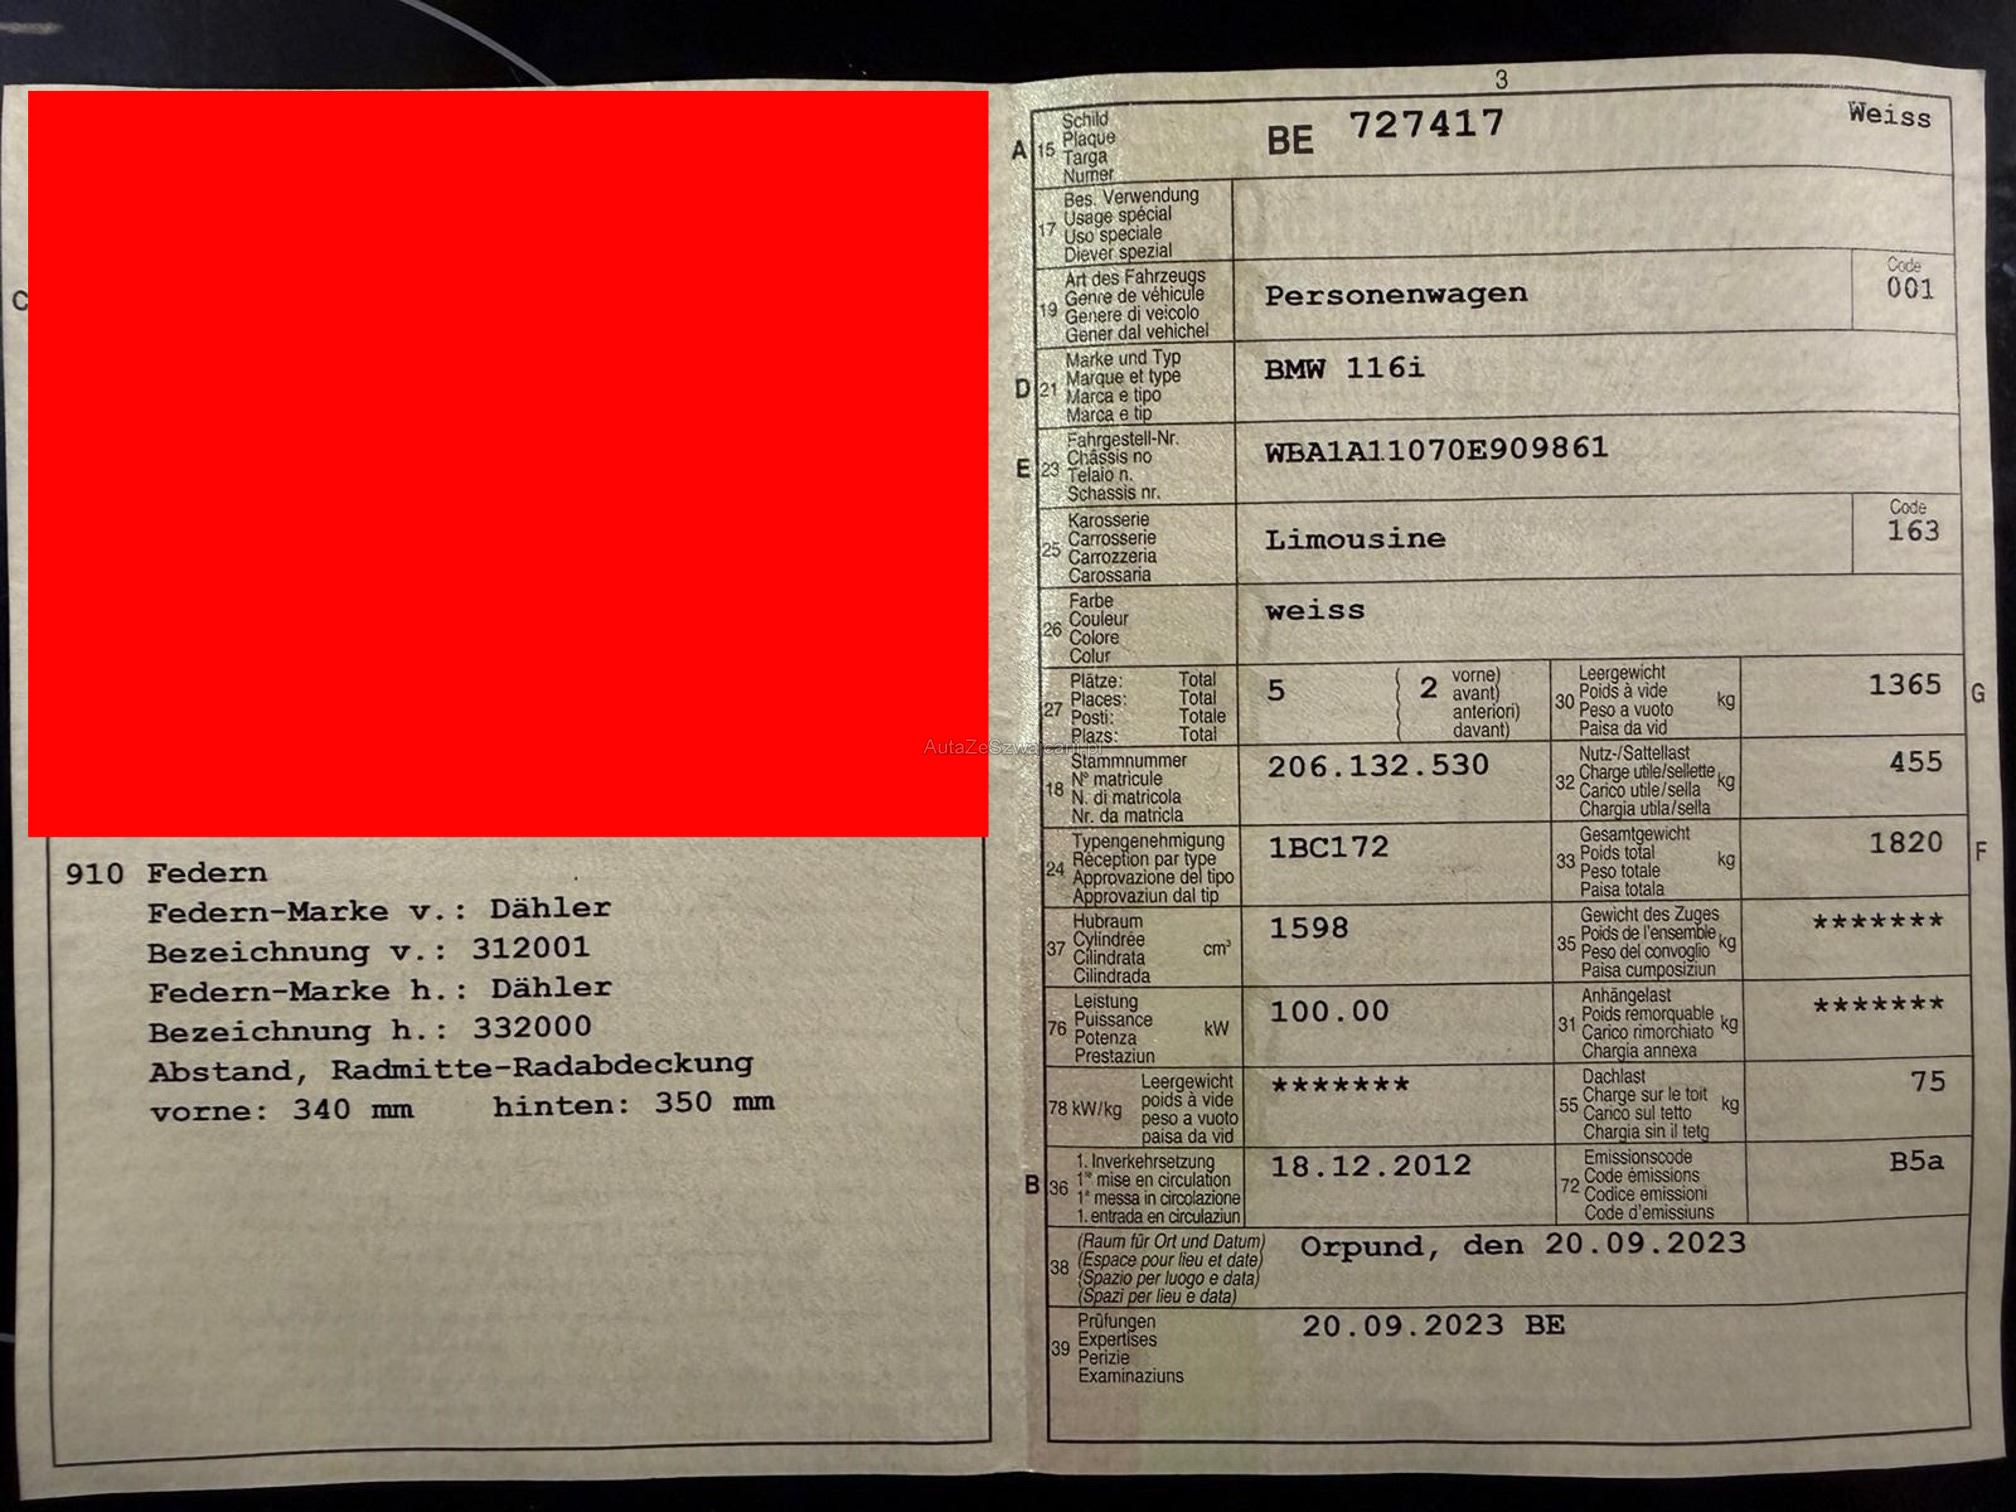 C
910 Federn
Federn-Marke v.: Dähler
Bezeichnung v.: 312001
Federn-Marke h.: Dähler
Bezeichnung h.: 332000
Abstand, Radmitte-Radabdeckung
vorne: 340 mm hinten: 350 mm
AutaZeSzwajcarii.pl
3
A 15 Schild
Plaque
Targa
Numer
BE 727417 Weiss
17 Bes. Verwendung
Usage spécial
Uso speciale
Diever spezial
19 Art des Fahrzeugs
Genre de véhicule
Genere di veicolo
Gener dal vehichel
Personenwagen
Code
001
D 21 Marke und Typ
Marque et type
Marca e tipo
Marca e tip
BMW 116i
E 23 Fahrgestell-Nr.
Châssis no
Telaio n.
Schassis nr.
WBA1A11070E909861
25 Karosserie
Carrosserie
Carrozzeria
Carossaria
Limousine
Code
163
26 Farbe
Couleur
Colore
Colur
weiss
27 Plätze: Total
Places: Total
Posti: Totale
Plazs: Total
5 ( 2 vorne)
avant)
anteriori)
davant)
30 Leergewicht
Poids à vide kg
Peso a vuoto
Paisa da vid
1365 G
18 Stammnummer
N° matricule
N. di matricola
Nr. da matricla
206.132.530
32 Nutz-/Sattellast
Charge utile/sellette kg
Carico utile/sella
Chargia utila/sella
455
24 Typengenehmigung
Réception par type
Approvazione del tipo
Approvaziun dal tip
1BC172
33 Gesamtgewicht
Poids total kg
Peso totale
Paisa totala
1820 F
37 Hubraum
Cylindrée cm³
Cilindrata
Cilindrada
1598
35 Gewicht des Zuges
Poids de l'ensemble kg
Peso del convoglio
Paisa cumposiziun
*******
76 Leistung
Puissance kW
Potenza
Prestaziun
100.00
31 Anhängelast
Poids remorquable kg
Carico rimorchiato
Chargia annexa
*******
78 kW/kg Leergewicht
poids à vide
peso a vuoto
paisa da vid
*******
55 Dachlast
Charge sur le toit kg
Carico sul tetto
Chargia sin il tetg
75
B 36 1. Inverkehrsetzung
1re mise en circulation
1a messa in circolazione
1. entrada en circulaziun
18.12.2012
72 Emissionscode
Code émissions
Codice emissioni
Code d'emissiuns
B5a
38 (Raum für Ort und Datum)
(Espace pour lieu et date)
(Spazio per luogo e data)
(Spazi per lieu e data)
Orpund, den 20.09.2023
39 Prüfungen
Expertises
Perizie
Examinaziuns
20.09.2023 BE